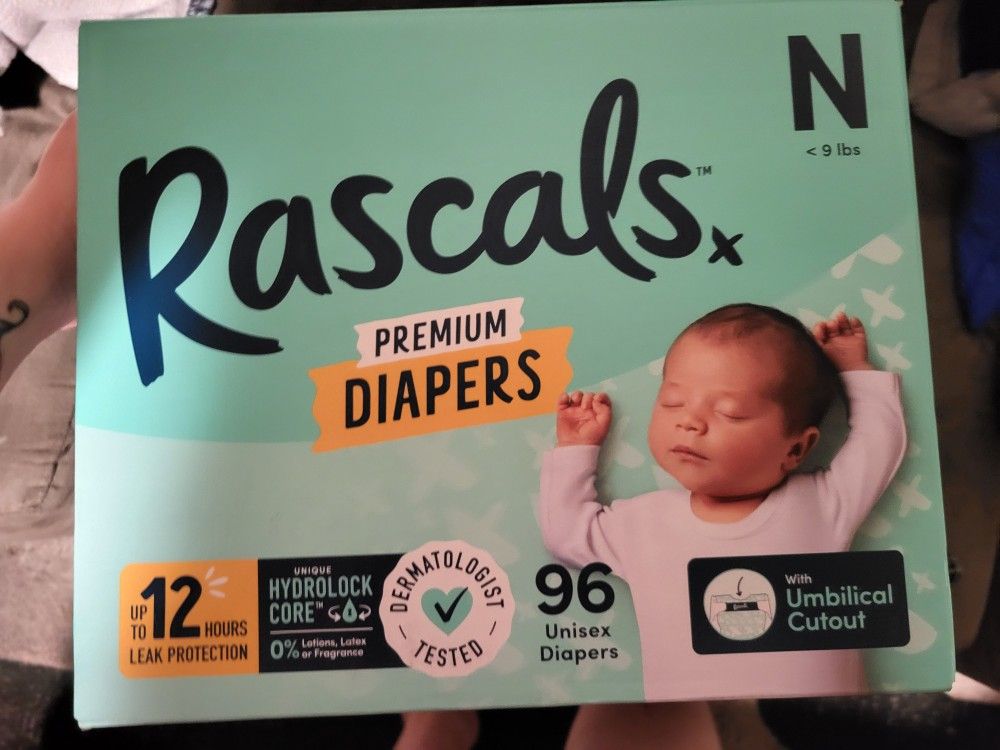 N
< 9 lbs
Rascals™
x
PREMIUM
DIAPERS
UP TO 12 HOURS
LEAK PROTECTION
UNIQUE
HYDROLOCK
CORE™
0% Lotions, Latex
or Fragrance
DERMATOLOGIST
TESTED
96
Unisex
Diapers
With
Umbilical
Cutout
Rascals